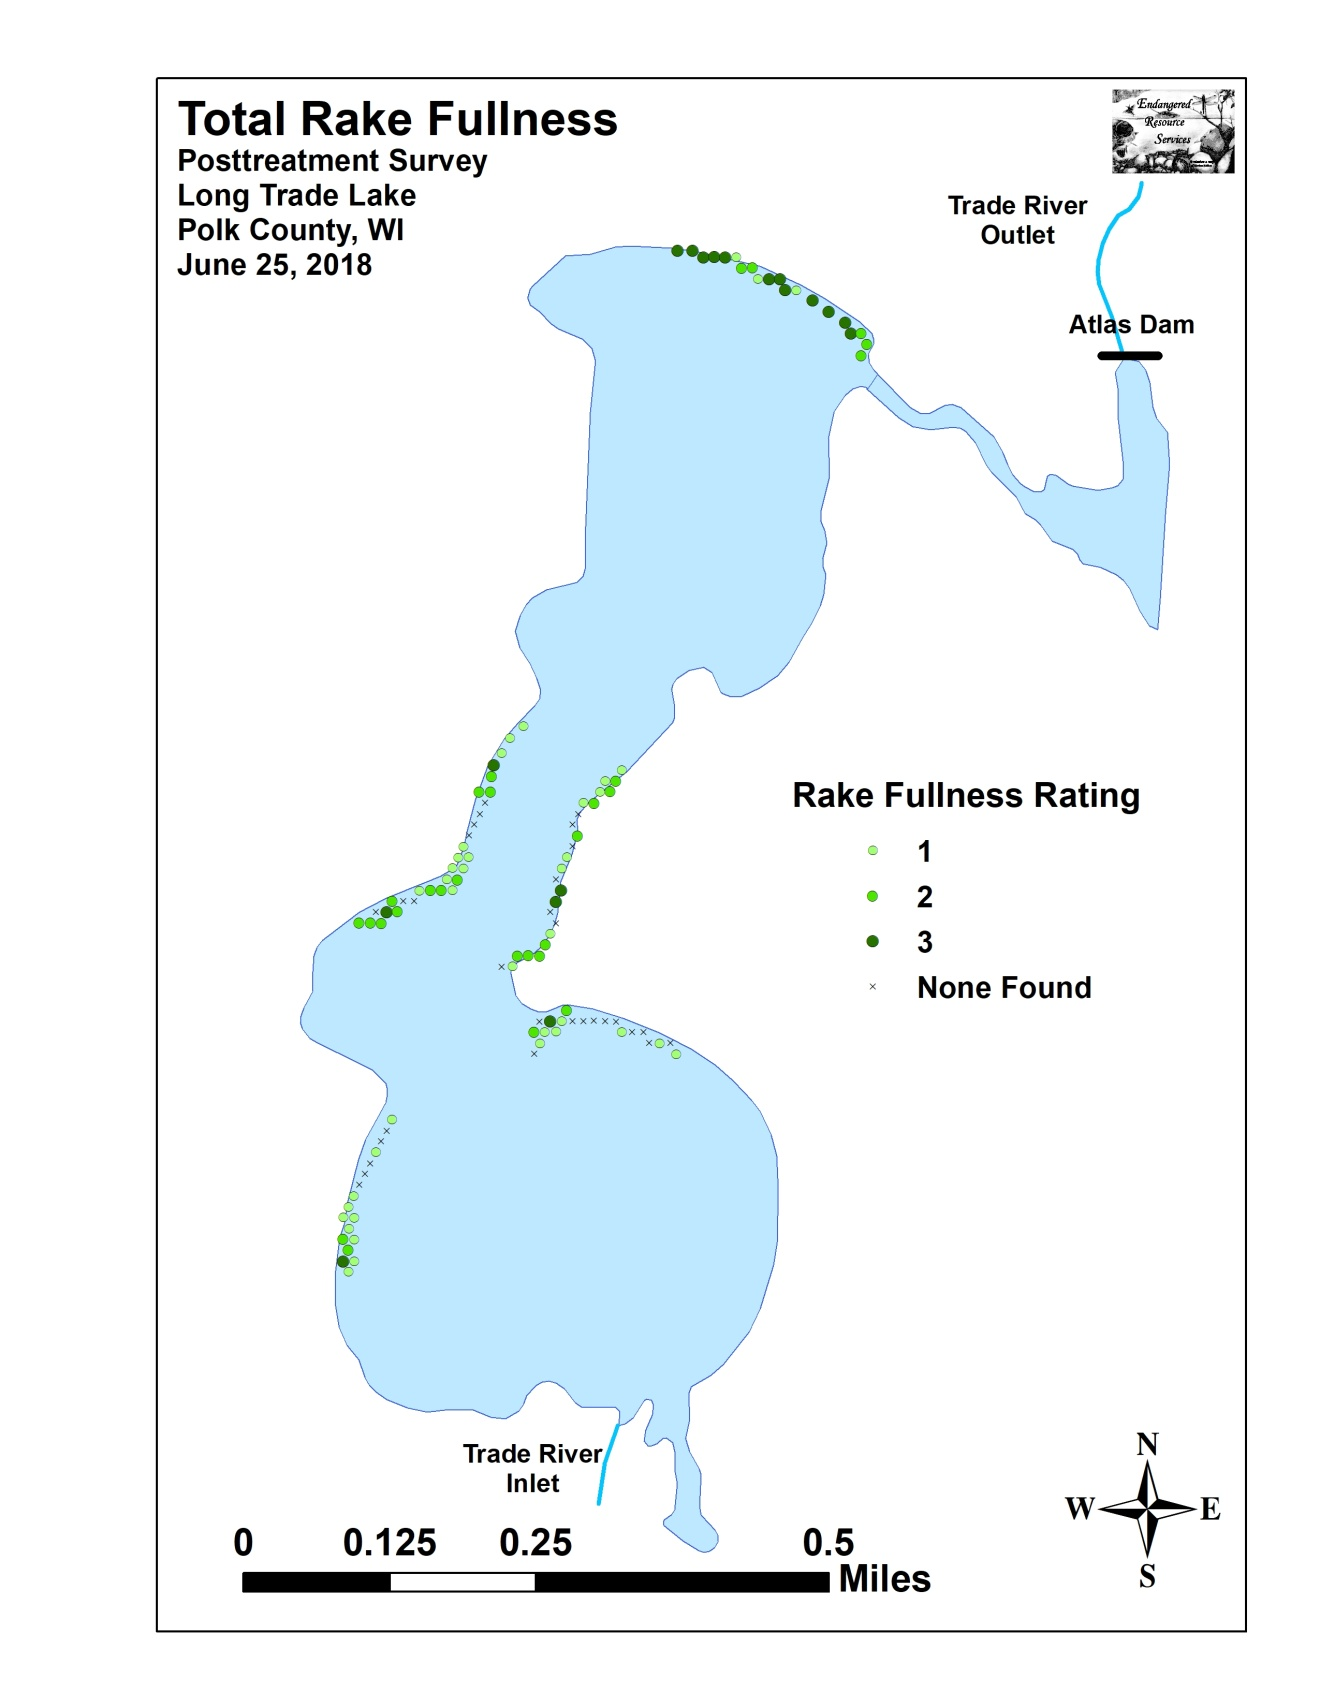 Total Rake Fullness
Posttreatment Survey
Long Trade Lake
Polk County, WI
June 25, 2018
Endangered
Resource
Services
Trade River
Outlet
Atlas Dam
Rake Fullness Rating
1
2
3
None Found
Trade River
Inlet
N
W E
S
0 0.125 0.25 0.5
Miles